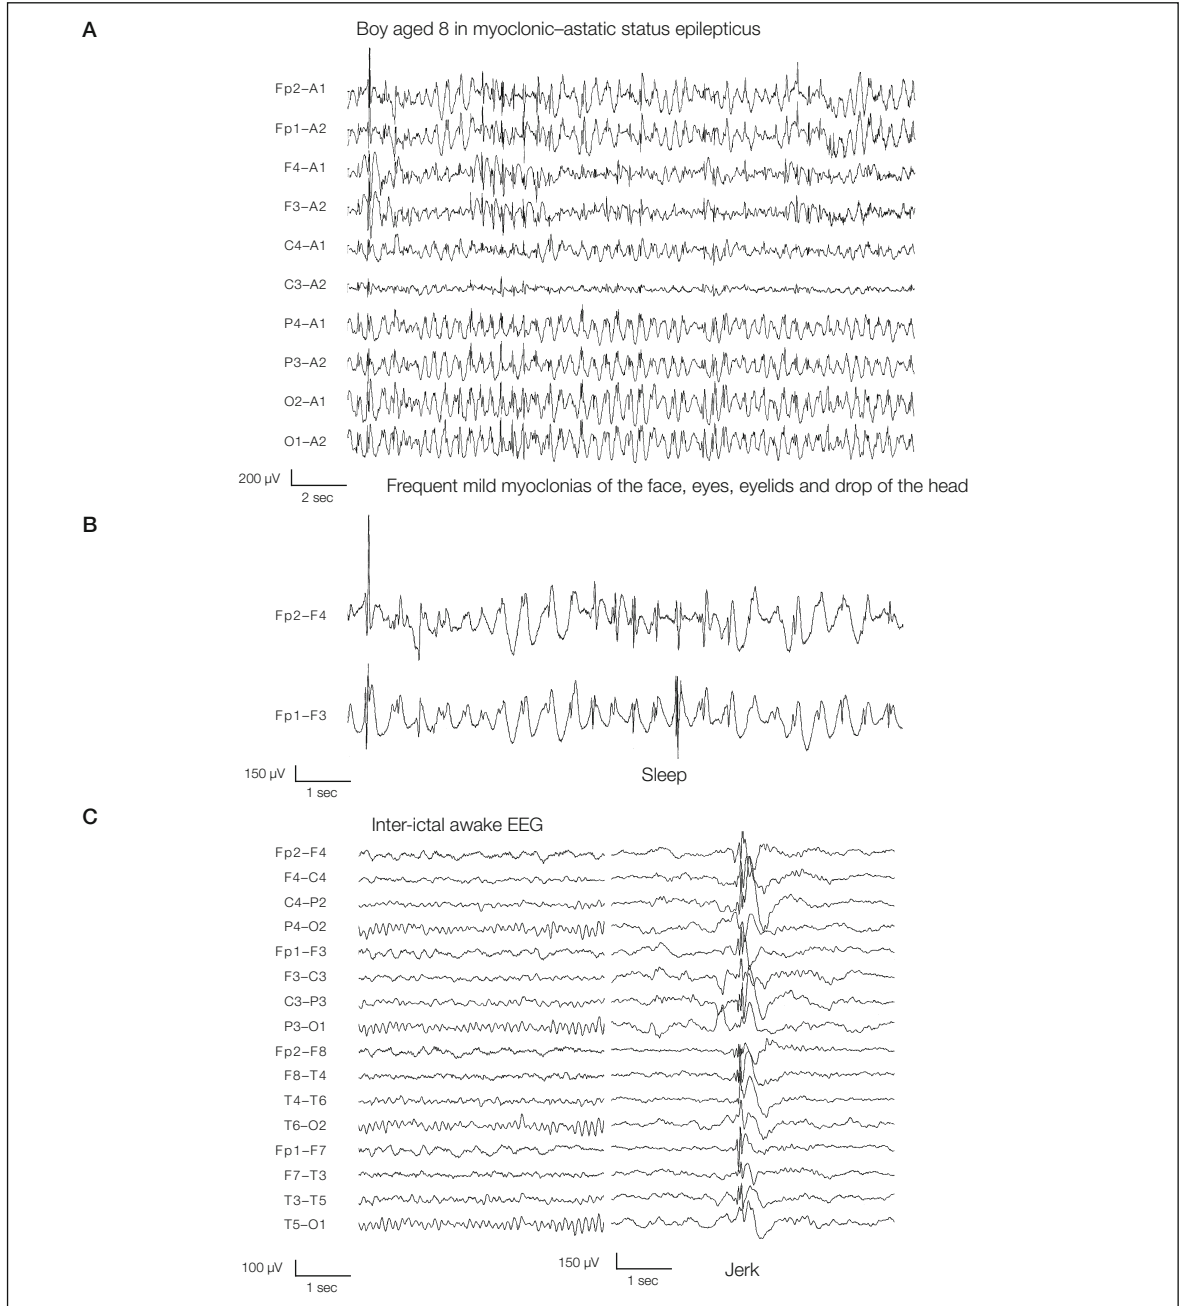 A
Boy aged 8 in myoclonic–astatic status epilepticus
Fp2–A1
Fp1–A2
F4–A1
F3–A2
C4–A1
C3–A2
P4–A1
P3–A2
O2–A1
O1–A2
200 µV
2 sec
Frequent mild myoclonias of the face, eyes, eyelids and drop of the head
B
Fp2–F4
Fp1–F3
150 µV
1 sec
Sleep
C
Inter-ictal awake EEG
Fp2–F4
F4–C4
C4–P2
P4–O2
Fp1–F3
F3–C3
C3–P3
P3–O1
Fp2–F8
F8–T4
T4–T6
T6–O2
Fp1–F7
F7–T3
T3–T5
T5–O1
100 µV
1 sec
150 µV
1 sec
Jerk